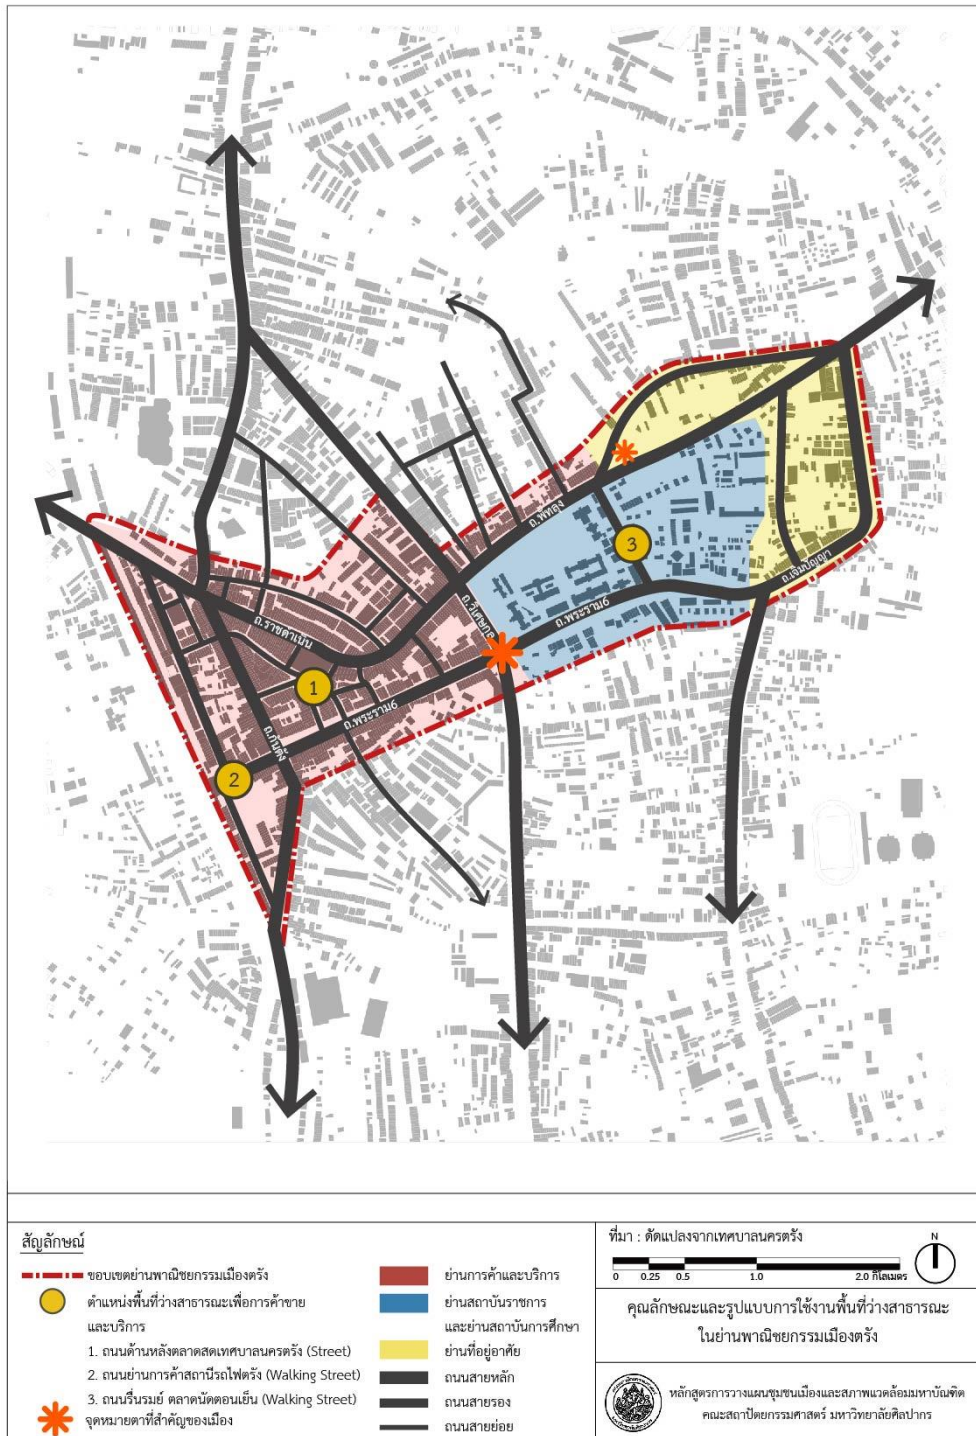 ถ.พัทลุง
3
ถ.เจิมปัญญา
ถ.วิเศษกุล
ถ.พระราม6
ถ.ราชดำเนิน
1
ถ.พระราม6
ถ.กันตัง
2
สัญลักษณ์
ขอบเขตย่านพาณิชยกรรมเมืองตรัง
ตำแหน่งพื้นที่ว่างสาธารณะเพื่อการค้าขาย
และบริการ
1. ถนนด้านหลังตลาดสดเทศบาลนครตรัง (Street)
2. ถนนย่านการค้าสถานีรถไฟตรัง (Walking Street)
3. ถนนรื่นรมย์ ตลาดนัดตอนเย็น (Walking Street)
จุดหมายตาที่สำคัญของเมือง
ย่านการค้าและบริการ
ย่านสถาบันราชการ
และย่านสถาบันการศึกษา
ย่านที่อยู่อาศัย
ถนนสายหลัก
ถนนสายรอง
ถนนสายย่อย
ที่มา : ดัดแปลงจากเทศบาลนครตรัง
N
0 0.25 0.5 1.0 2.0 กิโลเมตร
คุณลักษณะและรูปแบบการใช้งานพื้นที่ว่างสาธารณะ
ในย่านพาณิชยกรรมเมืองตรัง
หลักสูตรการวางแผนชุมชนเมืองและสภาพแวดล้อมมหาบัณฑิต
คณะสถาปัตยกรรมศาสตร์ มหาวิทยาลัยศิลปากร